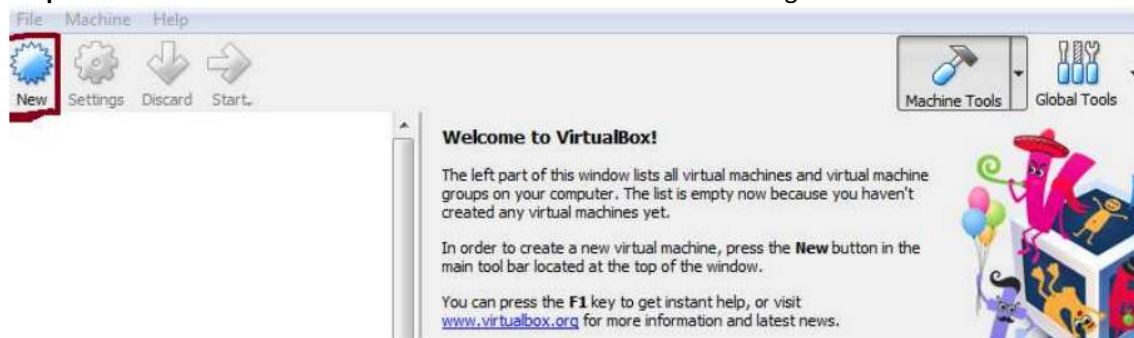 File Machine Help
New Settings Discard Start
Machine Tools Global Tools
Welcome to VirtualBox!
The left part of this window lists all virtual machines and virtual machine
groups on your computer. The list is empty now because you haven't
created any virtual machines yet.
In order to create a new virtual machine, press the New button in the
main tool bar located at the top of the window.
You can press the F1 key to get instant help, or visit
www.virtualbox.org for more information and latest news.